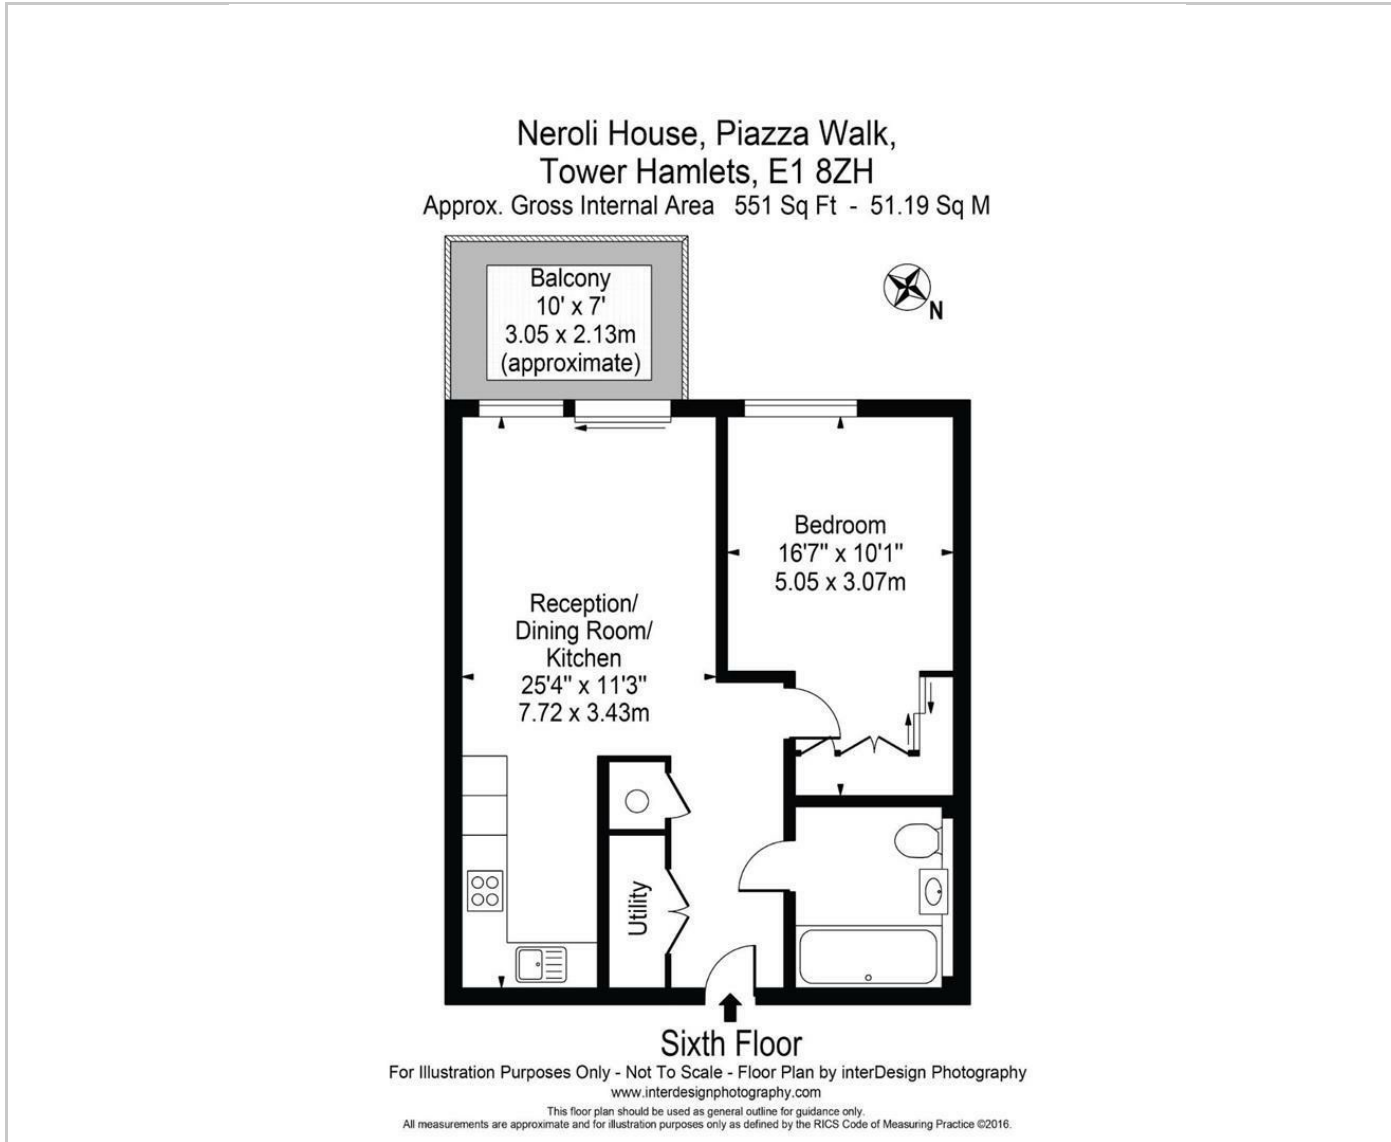 Neroli House, Piazza Walk,
Tower Hamlets, E1 8ZH
Approx. Gross Internal Area 551 Sq Ft - 51.19 Sq M
Balcony
10' x 7'
3.05 x 2.13m
(approximate)
N
Bedroom
16'7" x 10'1"
5.05 x 3.07m
Reception/
Dining Room/
Kitchen
25'4" x 11'3"
7.72 x 3.43m
Utility
Sixth Floor
For Illustration Purposes Only - Not To Scale - Floor Plan by interDesign Photography
www.interdesignphotography.com
This floor plan should be used as general outline for guidance only.
All measurements are approximate and for illustration purposes only as defined by the RICS Code of Measuring Practice ©2016.